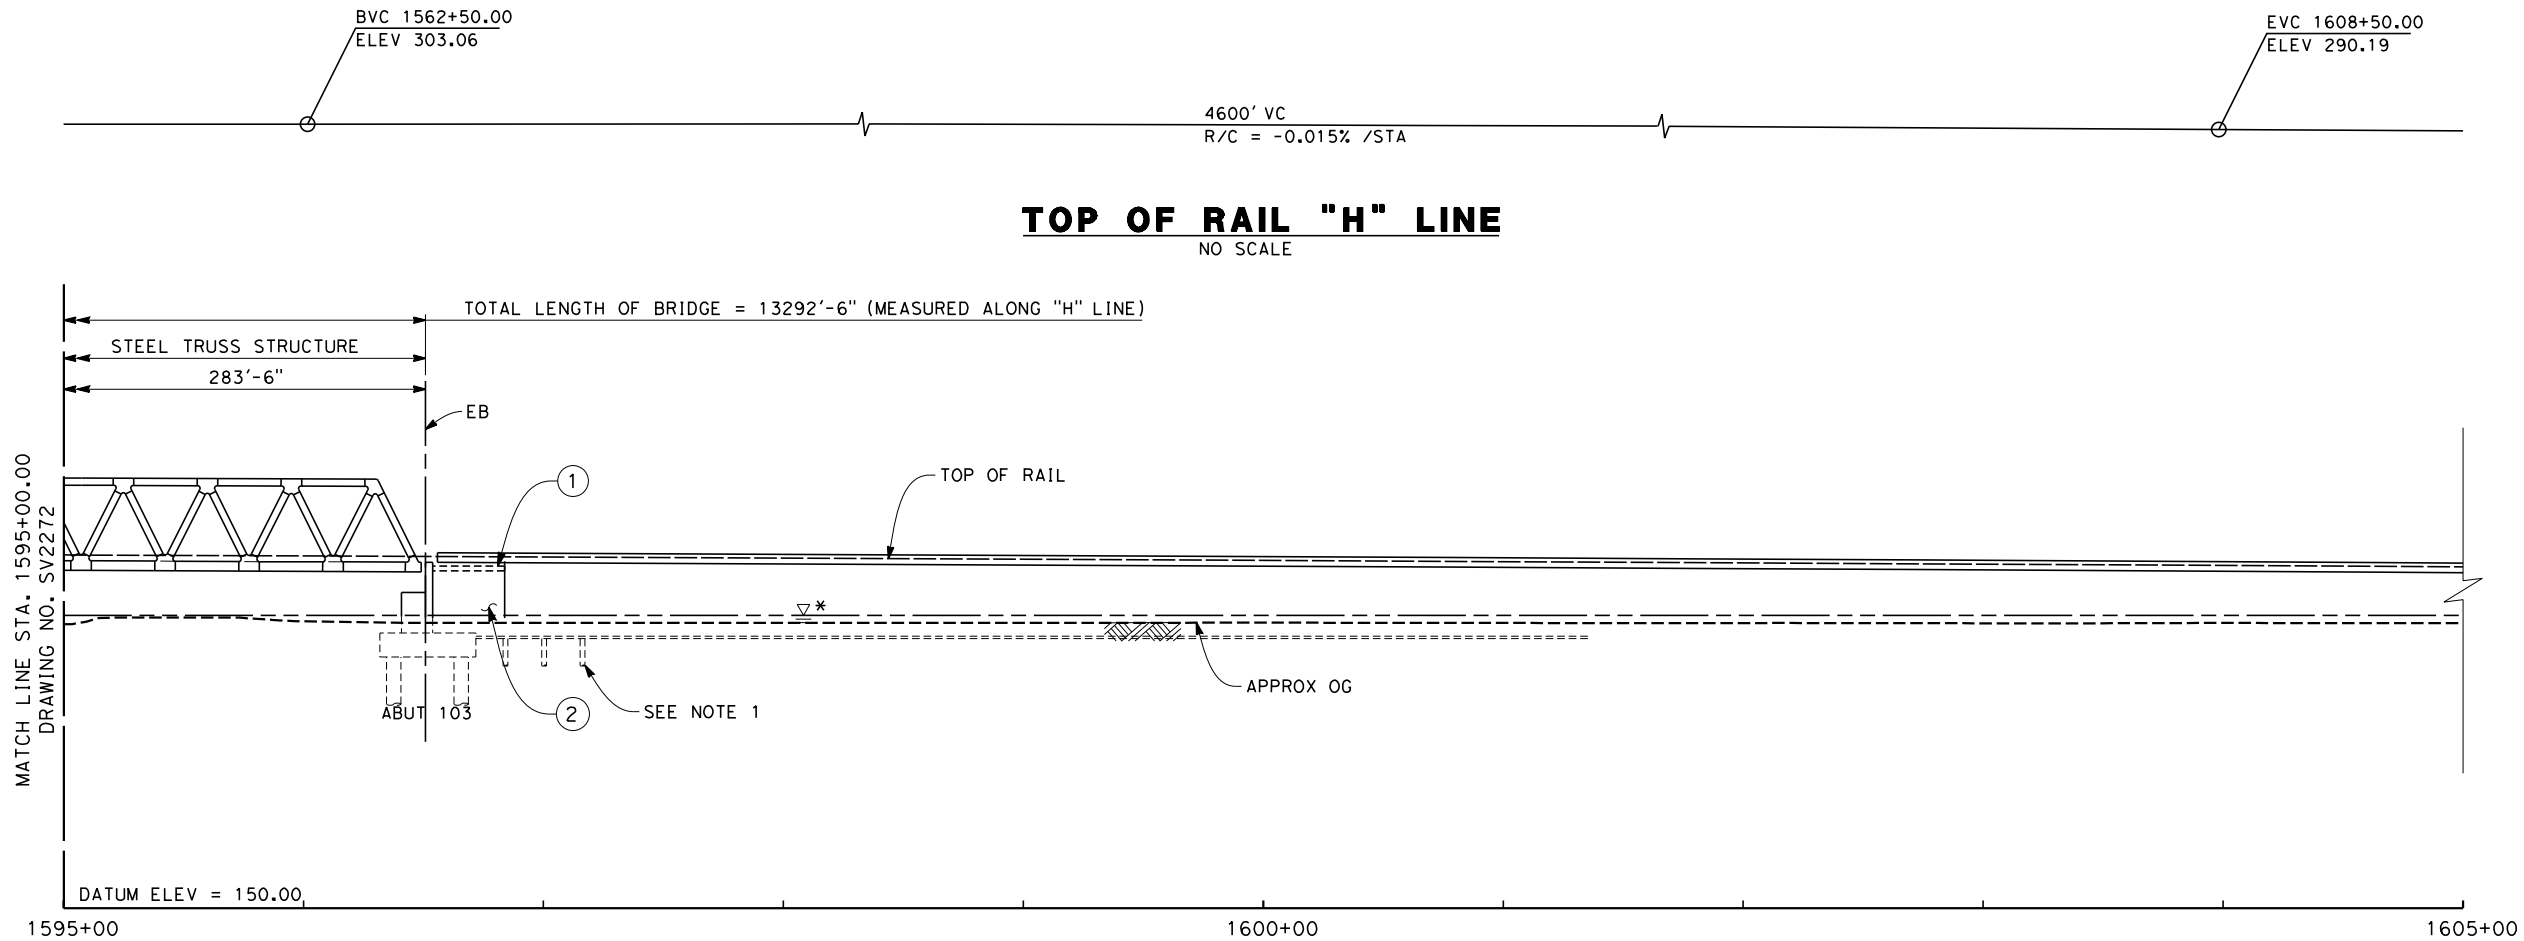 BVC 1562+50.00
ELEV 303.06
EVC 1608+50.00
ELEV 290.19
4600' VC
R/C = -0.015% /STA
TOP OF RAIL "H" LINE
NO SCALE
TOTAL LENGTH OF BRIDGE = 13292'-6" (MEASURED ALONG "H" LINE)
STEEL TRUSS STRUCTURE
283'-6"
EB
1
TOP OF RAIL
MATCH LINE STA. 1595+00.00
DRAWING NO. SV2272
*
APPROX OG
ABUT 103
2
SEE NOTE 1
DATUM ELEV = 150.00
1595+00
1600+00
1605+00